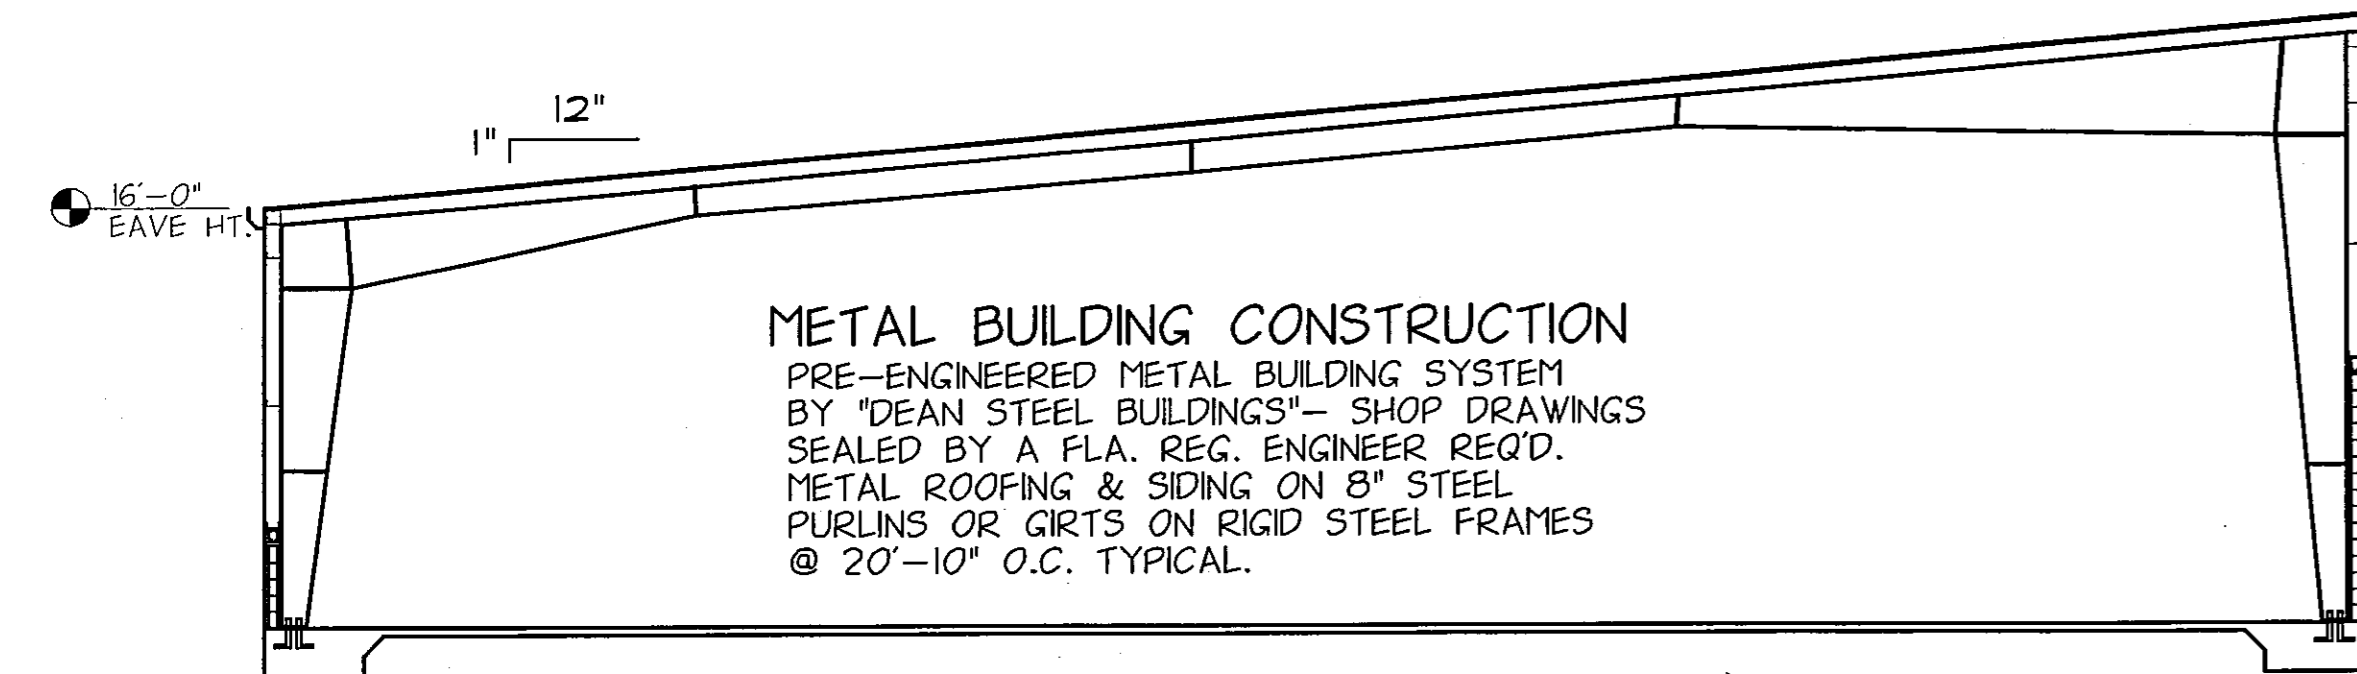 12"
1"
16'-0"
EAVE HT.
METAL BUILDING CONSTRUCTION
PRE-ENGINEERED METAL BUILDING SYSTEM
BY "DEAN STEEL BUILDINGS"- SHOP DRAWINGS
SEALED BY A FLA. REG. ENGINEER REQ'D.
METAL ROOFING & SIDING ON 8" STEEL
PURLINS OR GIRTS ON RIGID STEEL FRAMES
@ 20'-10" O.C. TYPICAL.